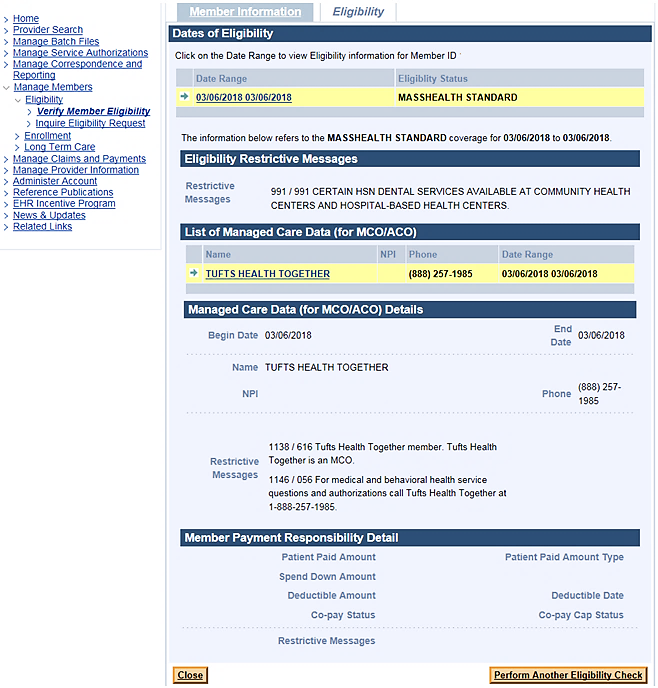 Home
Provider Search
Manage Batch Files
Manage Service Authorizations
Manage Correspondence and
Reporting
Manage Members
Eligibility
Verify Member Eligibility
Inquire Eligibility Request
Enrollment
Long Term Care
Manage Claims and Payments
Manage Provider Information
Administer Account
Reference Publications
EHR Incentive Program
News & Updates
Related Links
Member Information Eligibility
Dates of Eligibility
Click on the Date Range to view Eligibility information for Member ID
Date Range Eligiblity Status
03/06/2018 03/06/2018 MASSHEALTH STANDARD
The information below refers to the MASSHEALTH STANDARD coverage for 03/06/2018 to 03/06/2018.
Eligibility Restrictive Messages
Restrictive
Messages
991 / 991 CERTAIN HSN DENTAL SERVICES AVAILABLE AT COMMUNITY HEALTH
CENTERS AND HOSPITAL-BASED HEALTH CENTERS.
List of Managed Care Data (for MCO/ACO)
Name NPI Phone Date Range
TUFTS HEALTH TOGETHER (888) 257-1985 03/06/2018 03/06/2018
Managed Care Data (for MCO/ACO) Details
Begin Date 03/06/2018
End
Date
03/06/2018
Name TUFTS HEALTH TOGETHER
NPI
Phone
(888) 257-
1985
Restrictive
Messages
1138 / 616 Tufts Health Together member. Tufts Health
Together is an MCO.
1146 / 056 For medical and behavioral health service
questions and authorizations call Tufts Health Together at
1-888-257-1985.
Member Payment Responsibility Detail
Patient Paid Amount Patient Paid Amount Type
Spend Down Amount
Deductible Amount Deductible Date
Co-pay Status Co-pay Cap Status
Restrictive Messages
Close Perform Another Eligibility Check